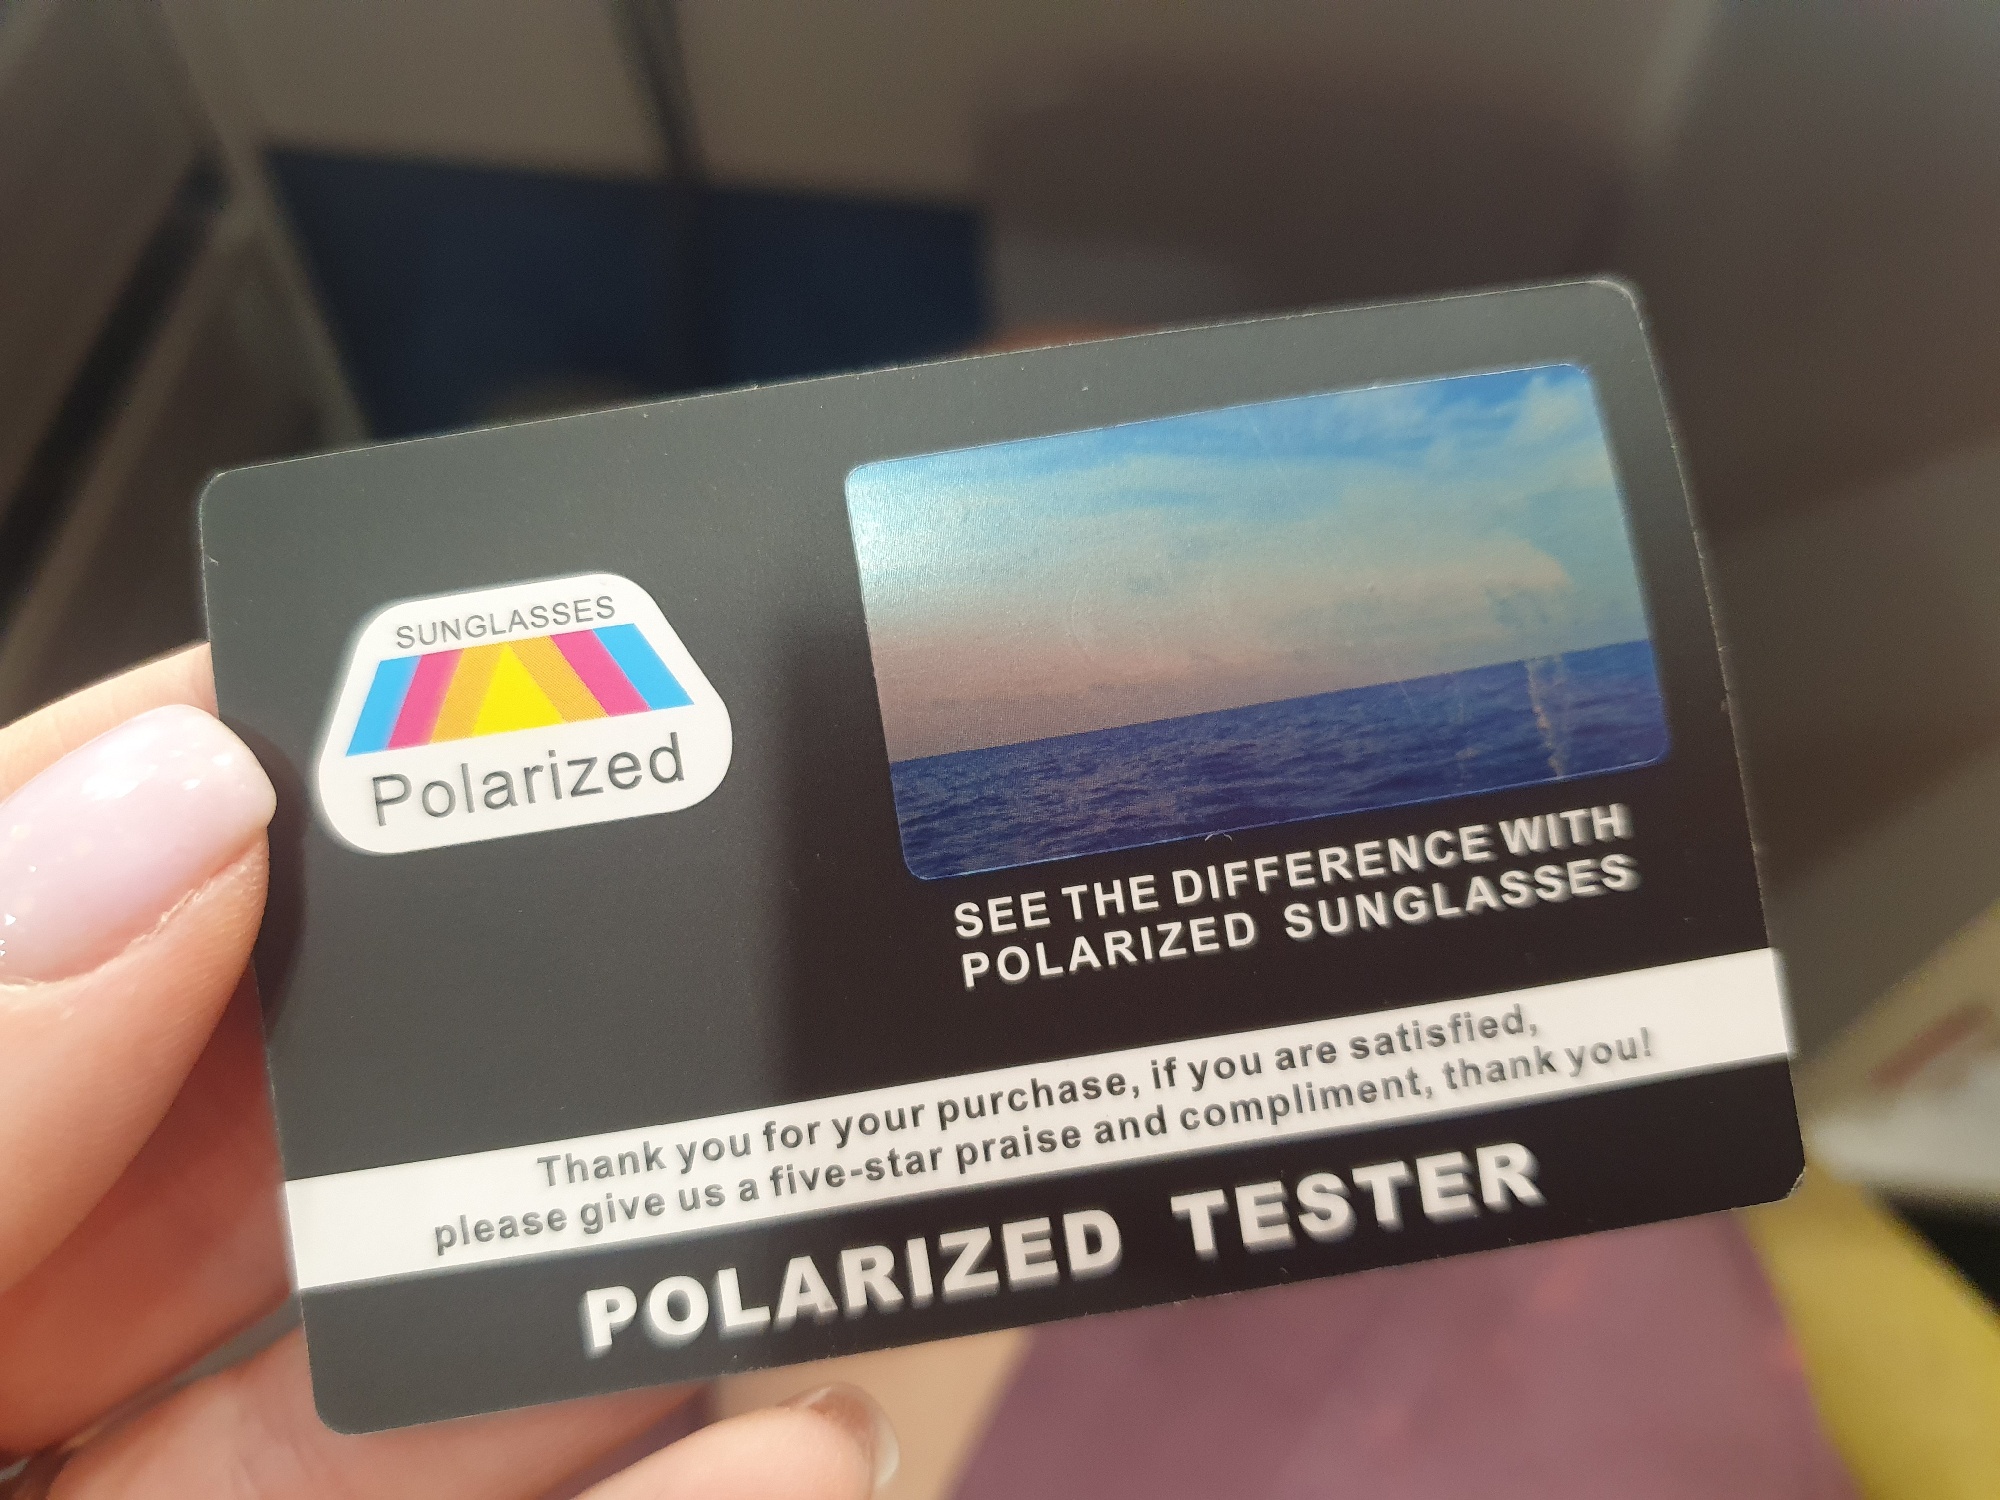 SUNGLASSES
Polarized
SEE THE DIFFERENCE WITH
POLARIZED SUNGLASSES
Thank you for your purchase, if you are satisfied,
please give us a five-star praise and compliment, thank you!
POLARIZED TESTER